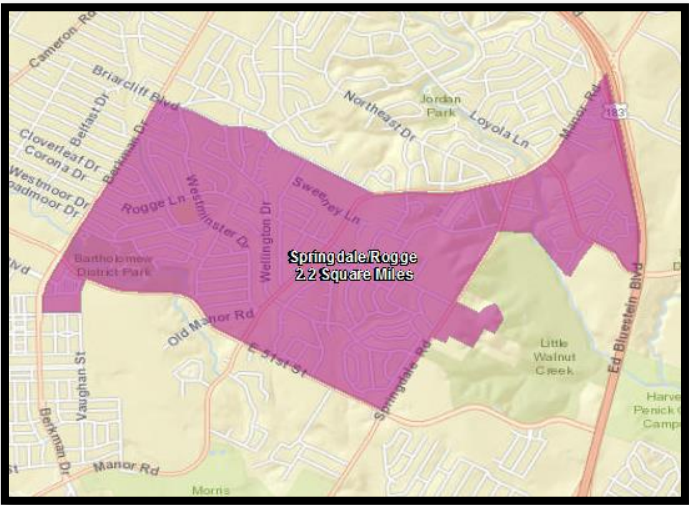 Cameron Rd
Briarcliff Blvd
Northeast Dr
Jordan
Park
Loyola Ln
Manor Rd
183
Belfast Dr
Berkman Dr
Cloverleaf Dr
Corona Dr
Westmoor Dr
oadmoor Dr
Rogge Ln
Westminster Dr
Wellington Dr
Sweeney Ln
Bartholomew
District Park
lvd
Springdale/Rogge
2.2 Square Miles
Old Manor Rd
E 51st St
Springdale Rd
Little
Walnut
Creek
Ed Bluestein Blvd
D
Harve
Penick G
Camp
Vaughan St
Berkman Dr
St
Manor Rd
Morris